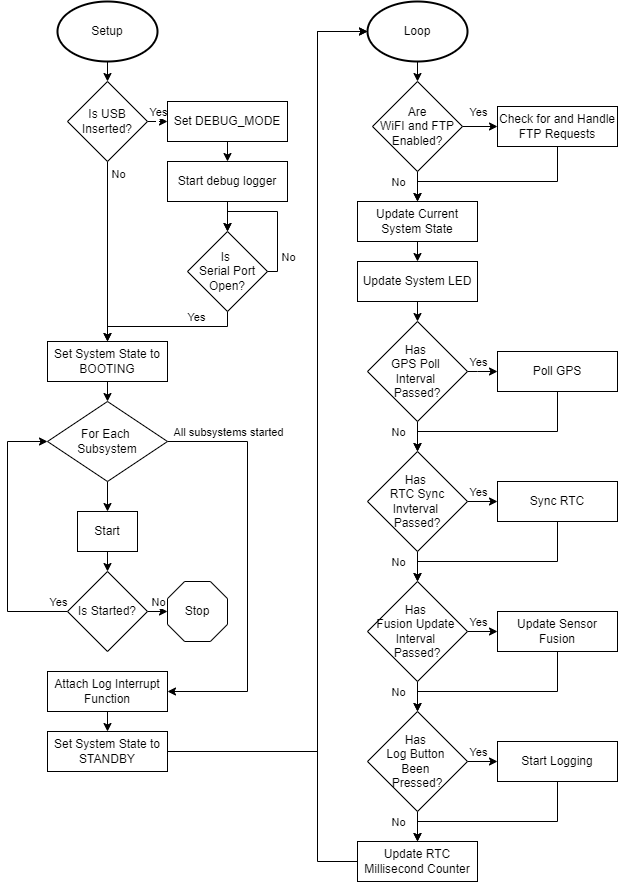 Setup
Is USB
Inserted?
Yes
Set DEBUG_MODE
No
Start debug logger
Is
Serial Port
Open?
No
Yes
Set System State to
BOOTING
For Each
Subsystem
All subsystems started
Start
Is Started?
Yes
No
Stop
Attach Log Interrupt
Function
Set System State to
STANDBY
Loop
Are
WiFI and FTP
Enabled?
Yes
Check for and Handle
FTP Requests
No
Update Current
System State
Update System LED
Has
GPS Poll
Interval
Passed?
Yes
Poll GPS
No
Has
RTC Sync
Invterval
Passed?
Yes
Sync RTC
No
Has
Fusion Update
Interval
Passed?
Yes
Update Sensor
Fusion
No
Has
Log Button
Been
Pressed?
Yes
Start Logging
No
Update RTC
Millisecond Counter